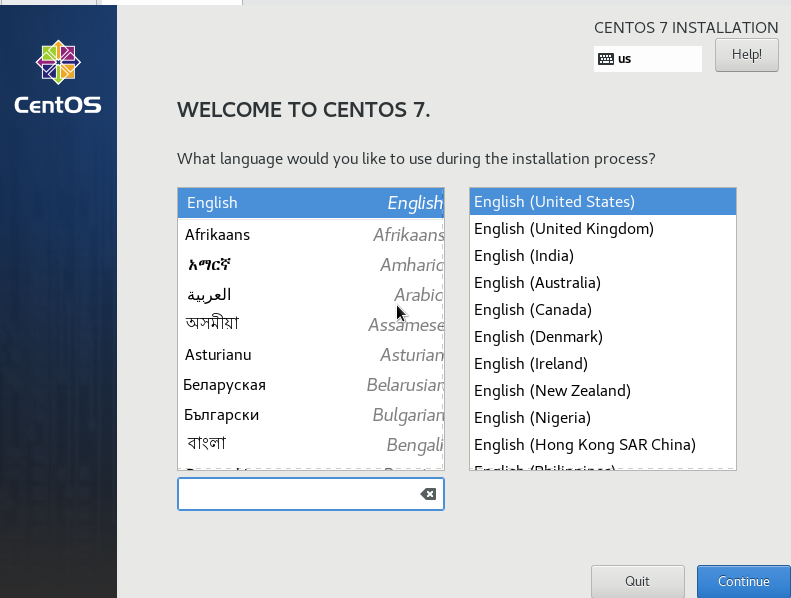 CENTOS 7 INSTALLATION
us
Help!
CentOS
WELCOME TO CENTOS 7.
What language would you like to use during the installation process?
English English
Afrikaans Afrikaans
አማርኛ Amharic
العربية Arabic
অসমীয়া Assamese
Asturianu Asturian
Беларуская Belarusian
Български Bulgarian
বাংলা Bengali
English (United States)
English (United Kingdom)
English (India)
English (Australia)
English (Canada)
English (Denmark)
English (Ireland)
English (New Zealand)
English (Nigeria)
English (Hong Kong SAR China)
English (Philippines)
Quit
Continue